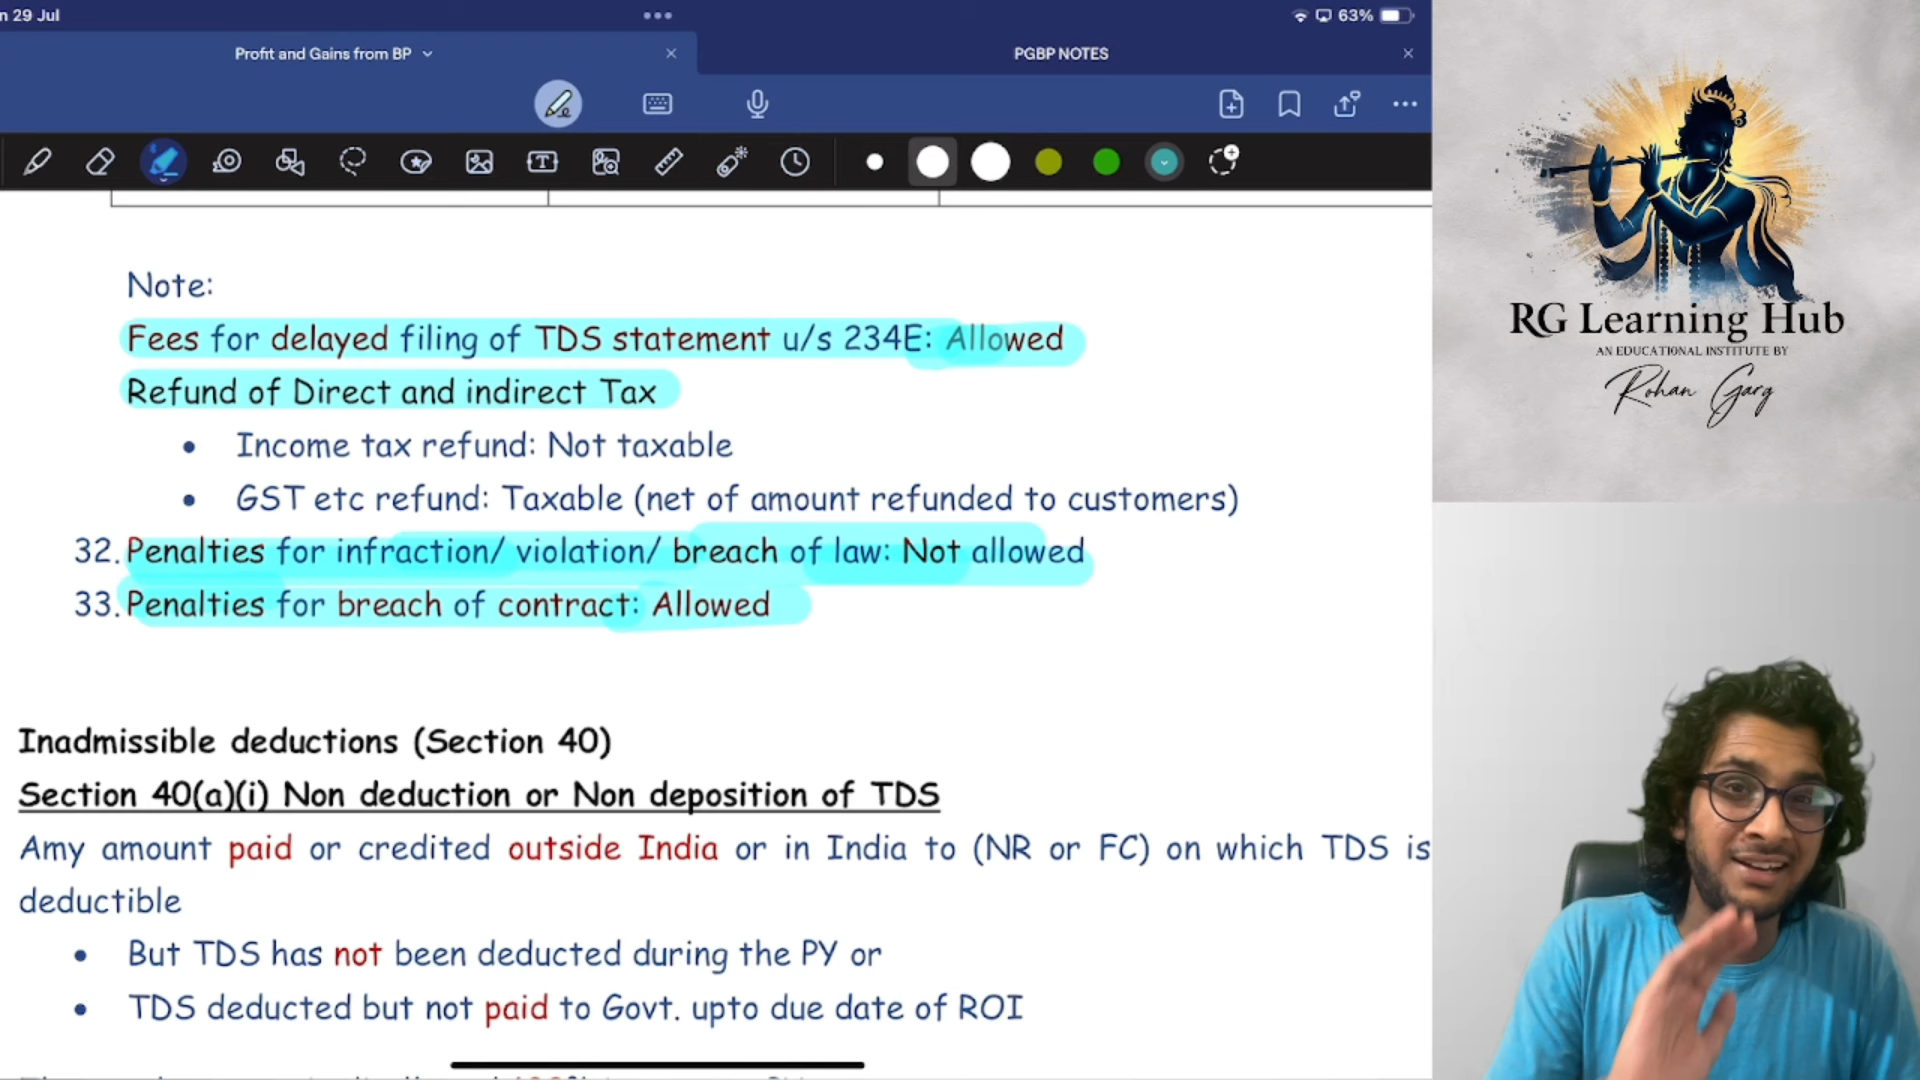 n 29 Jul
63%
Profit and Gains from BP
PGBP NOTES
Note:
Fees for delayed filing of TDS statement u/s 234E: Allowed
Refund of Direct and indirect Tax
• Income tax refund: Not taxable
• GST etc refund: Taxable (net of amount refunded to customers)
32. Penalties for infraction/ violation/ breach of law: Not allowed
33. Penalties for breach of contract: Allowed
Inadmissible deductions (Section 40)
Section 40(a)(i) Non deduction or Non deposition of TDS
Amy amount paid or credited outside India or in India to (NR or FC) on which TDS is
deductible
• But TDS has not been deducted during the PY or
• TDS deducted but not paid to Govt. upto due date of ROI
RG Learning Hub
AN EDUCATIONAL INSTITUTE BY
Rohan Garg